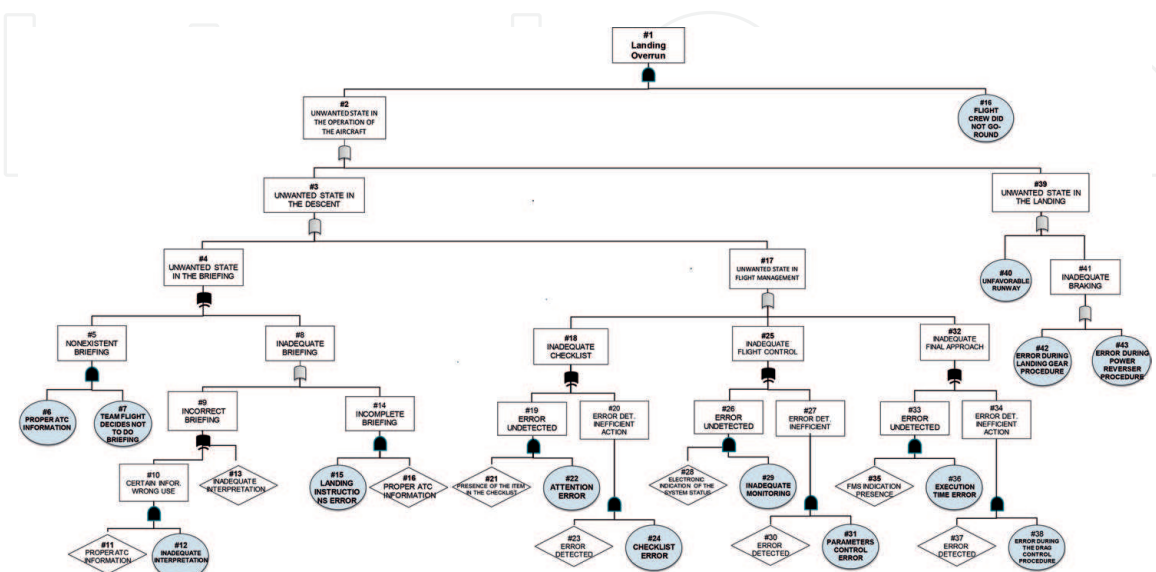 #1
Landing
Overrun
#2
UNWANTED STATE IN
THE OPERATION OF
THE AIRCRAFT
#16
FLIGHT
CREW DID
NOT GO-
ROUND
#3
UNWANTED STATE IN
THE DESCENT
#39
UNWANTED STATE IN
THE LANDING
#4
UNWANTED STATE
IN THE BRIEFING
#17
UNWANTED STATE IN
FLIGHT MANAGEMENT
#40
UNFAVORABLE
RUNWAY
#41
INADEQUATE
BRAKING
#5
NONEXISTENT
BRIEFING
#8
INADEQUATE
BRIEFING
#18
INADEQUATE
CHECKLIST
#25
INADEQUATE
FLIGHT CONTROL
#32
INADEQUATE
FINAL APPROACH
#42
ERROR DURING
LANDING GEAR
PROCEDURE
#43
ERROR DURING
POWER
REVERSER
PROCEDURE
#6
PROPER ATC
INFORMATION
#7
TEAM FLIGHT
DECIDES NOT
TO DO
BRIEFING
#9
INCORRECT
BRIEFING
#14
INCOMPLETE
BRIEFING
#19
ERROR
UNDETECTED
#20
ERROR DET.
INEFFICIENT
ACTION
#26
ERROR
UNDETECTED
#27
ERROR DET.
INEFFICIENT
#33
ERROR
UNDETECTED
#34
ERROR DET.
INEFFICIENT
ACTION
#10
CERTAIN INFOR.
WRONG USE
#13
INADEQUATE
INTERPRETATION
#15
LANDING
INSTRUCTIO
NS ERROR
#16
PROPER ATC
INFORMATION
#21
PRESENCE OF THE ITEM
IN THE CHECKLIST
#22
ATTENTION
ERROR
#28
ELECTRONIC
INDICATION OF THE
SYSTEM STATUS
#29
INADEQUATE
MONITORING
#35
FMS INDICATION
PRESENCE
#36
EXECUTION
TIME ERROR
#11
PROPER ATC
INFORMATION
#12
INADEQUATE
INTERPRETATION
#23
ERROR
DETECTED
#24
CHECKLIST
ERROR
#30
ERROR
DETECTED
#31
PARAMETERS
CONTROL
ERROR
#37
ERROR
DETECTED
#38
ERROR DURING
THE DRAG
CONTROL
PROCEDURE